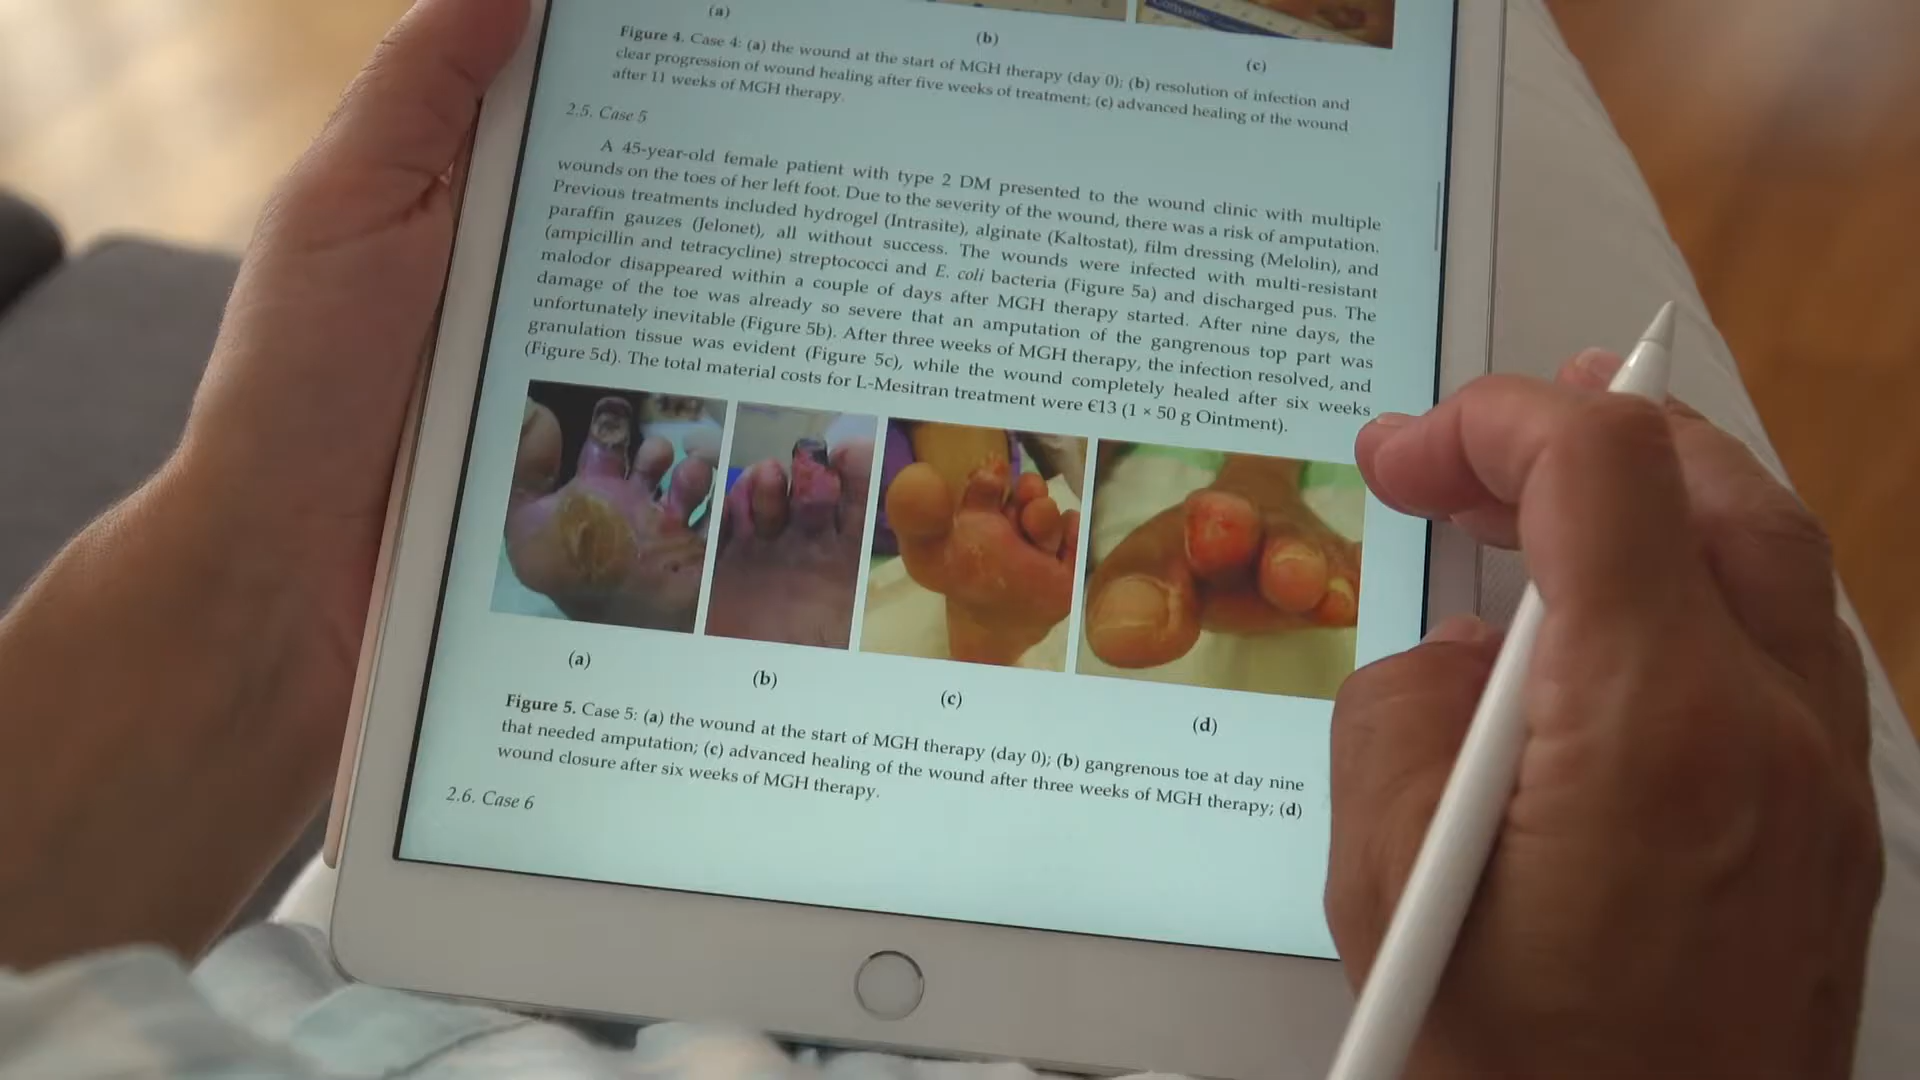 (a)
(b)
(c)
Convatec
Figure 4. Case 4: (a) the wound at the start of MGH therapy (day 0); (b) resolution of infection and
clear progression of wound healing after five weeks of treatment; (c) advanced healing of the wound
after 11 weeks of MGH therapy.
2.5. Case 5
A 45-year-old female patient with type 2 DM presented to the wound clinic with multiple
wounds on the toes of her left foot. Due to the severity of the wound, there was a risk of amputation.
Previous treatments included hydrogel (Intrasite), alginate (Kaltostat), film dressing (Melolin), and
paraffin gauzes (Jelonet), all without success. The wounds were infected with multi-resistant
(ampicillin and tetracycline) streptococci and E. coli bacteria (Figure 5a) and discharged pus. The
malodor disappeared within a couple of days after MGH therapy started. After nine days, the
damage of the toe was already so severe that an amputation of the gangrenous top part was
unfortunately inevitable (Figure 5b). After three weeks of MGH therapy, the infection resolved, and
granulation tissue was evident (Figure 5c), while the wound completely healed after six weeks
(Figure 5d). The total material costs for L-Mesitran treatment were €13 (1 × 50 g Ointment).
(a)
(b)
(c)
(d)
Figure 5. Case 5: (a) the wound at the start of MGH therapy (day 0); (b) gangrenous toe at day nine
that needed amputation; (c) advanced healing of the wound after three weeks of MGH therapy; (d)
wound closure after six weeks of MGH therapy.
2.6. Case 6